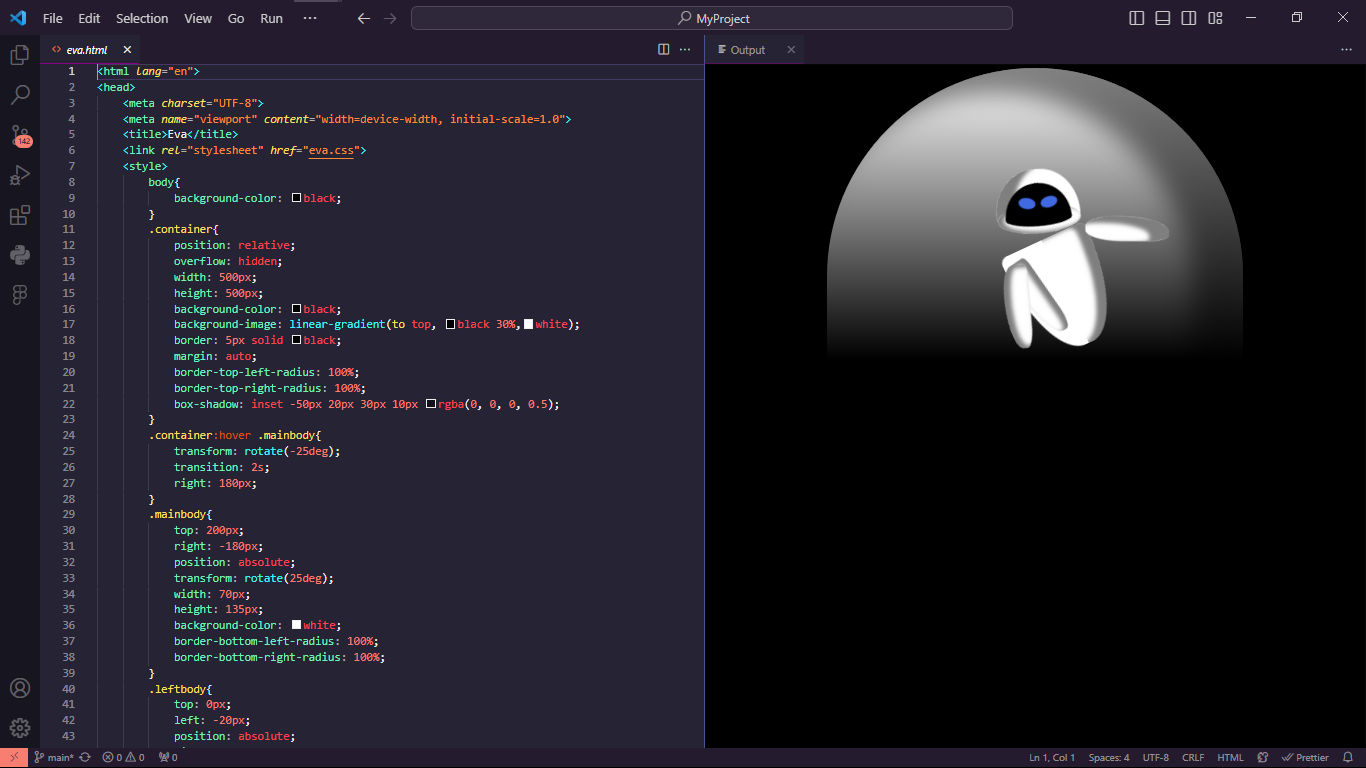 File Edit Selection View Go Run ··· MyProject
eva.html
Output
1 <html lang="en">
2 <head>
3 <meta charset="UTF-8">
4 <meta name="viewport" content="width=device-width, initial-scale=1.0">
5 <title>Eva</title>
6 <link rel="stylesheet" href="eva.css">
7 <style>
8 body{
9 background-color: black;
10 }
11 .container{
12 position: relative;
13 overflow: hidden;
14 width: 500px;
15 height: 500px;
16 background-color: black;
17 background-image: linear-gradient(to top, black 30%, white);
18 border: 5px solid black;
19 margin: auto;
20 border-top-left-radius: 100%;
21 border-top-right-radius: 100%;
22 box-shadow: inset -50px 20px 30px 10px rgba(0, 0, 0, 0.5);
23 }
24 .container:hover .mainbody{
25 transform: rotate(-25deg);
26 transition: 2s;
27 right: 180px;
28 }
29 .mainbody{
30 top: 200px;
31 right: -180px;
32 position: absolute;
33 transform: rotate(25deg);
34 width: 70px;
35 height: 135px;
36 background-color: white;
37 border-bottom-left-radius: 100%;
38 border-bottom-right-radius: 100%;
39 }
40 .leftbody{
41 top: 0px;
42 left: -20px;
43 position: absolute;
142
main* 0 0 0 Ln 1, Col 1 Spaces: 4 UTF-8 CRLF HTML Prettier